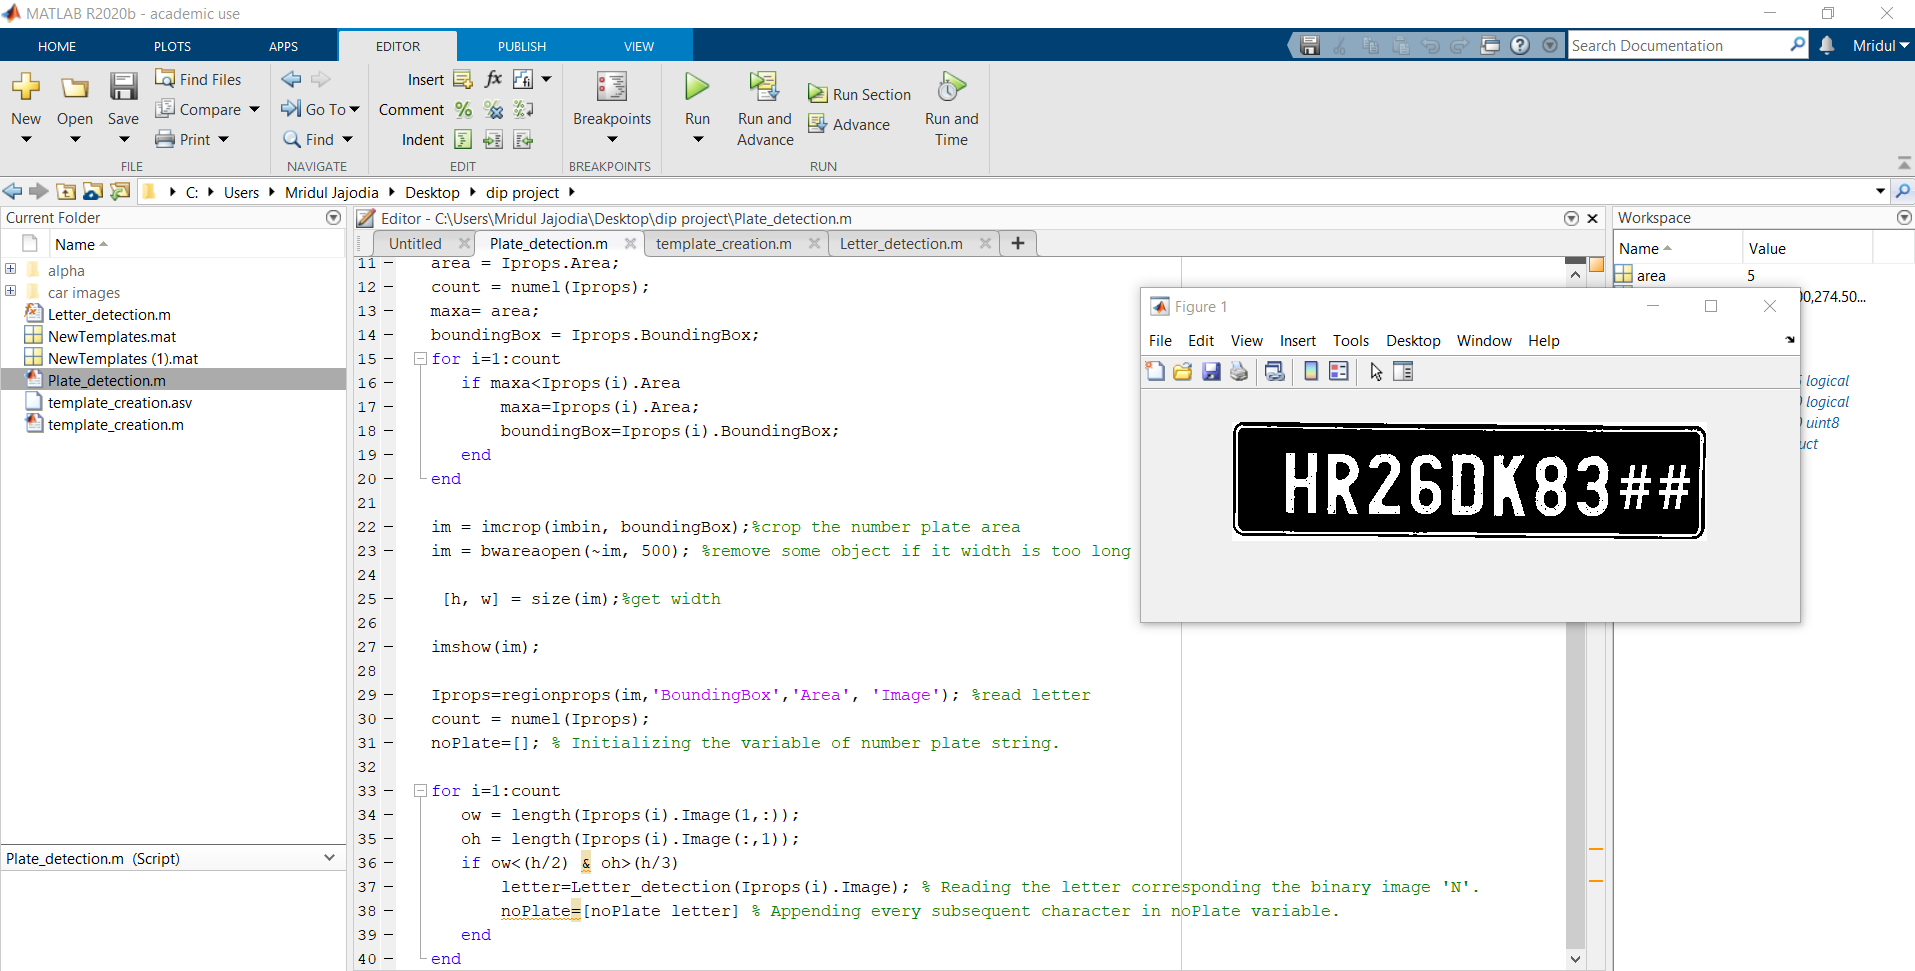 MATLAB R2020b - academic use
HOME PLOTS APPS EDITOR PUBLISH VIEW
Search Documentation
Mridul
New Open Save
Find Files
Compare
Print
FILE
Go To
Find
NAVIGATE
Insert
fx
Comment
Indent
EDIT
Breakpoints
BREAKPOINTS
Run
Run and Advance
Run Section
Advance
Run and Time
RUN
C: Users Mridul Jajodia Desktop dip project
Current Folder
Name
alpha
car images
Letter_detection.m
NewTemplates.mat
NewTemplates (1).mat
Plate_detection.m
template_creation.asv
template_creation.m
Plate_detection.m (Script)
Editor - C:\Users\Mridul Jajodia\Desktop\dip project\Plate_detection.m
Untitled Plate_detection.m template_creation.m Letter_detection.m
11 area = Iprops.Area;
12 count = numel(Iprops);
13 maxa= area;
14 boundingBox = Iprops.BoundingBox;
15 for i=1:count
16 if maxa<Iprops(i).Area
17 maxa=Iprops(i).Area;
18 boundingBox=Iprops(i).BoundingBox;
19 end
20 end
21
22 im = imcrop(imbin, boundingBox);%crop the number plate area
23 im = bwareaopen(~im, 500); %remove some object if it width is too long
24
25 [h, w] = size(im);%get width
26
27 imshow(im);
28
29 Iprops=regionprops(im,'BoundingBox','Area', 'Image'); %read letter
30 count = numel(Iprops);
31 noPlate=[]; % Initializing the variable of number plate string.
32
33 for i=1:count
34 ow = length(Iprops(i).Image(1,:));
35 oh = length(Iprops(i).Image(:,1));
36 if ow<(h/2) & oh>(h/3)
37 letter=Letter_detection(Iprops(i).Image); % Reading the letter corresponding the binary image 'N'.
38 noPlate=[noPlate letter] % Appending every subsequent character in noPlate variable.
39 end
40 end
Workspace
Name Value
area 5
0,274.50...
logical
logical
uint8
uct
Figure 1
File Edit View Insert Tools Desktop Window Help
HR26DK83##